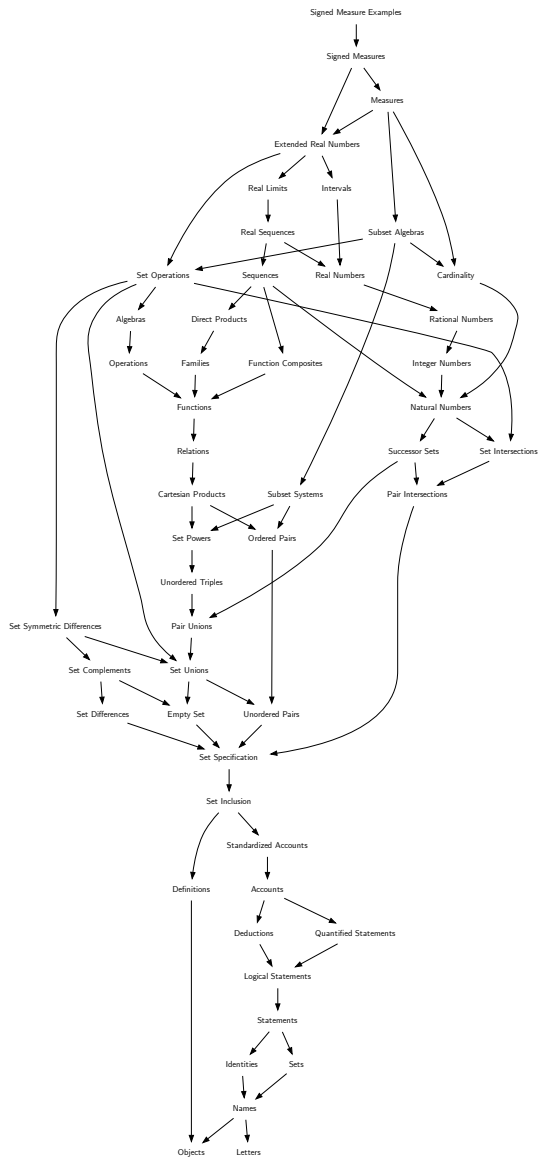 Signed Measure Examples
Signed Measures
Measures
Extended Real Numbers
Real Limits
Intervals
Real Sequences
Subset Algebras
Set Operations
Sequences
Real Numbers
Cardinality
Algebras
Direct Products
Rational Numbers
Operations
Families
Function Composites
Integer Numbers
Functions
Natural Numbers
Relations
Successor Sets
Set Intersections
Cartesian Products
Subset Systems
Pair Intersections
Set Powers
Ordered Pairs
Unordered Triples
Set Symmetric Differences
Pair Unions
Set Complements
Set Unions
Set Differences
Empty Set
Unordered Pairs
Set Specification
Set Inclusion
Standardized Accounts
Definitions
Accounts
Deductions
Quantified Statements
Logical Statements
Statements
Identities
Sets
Names
Objects
Letters